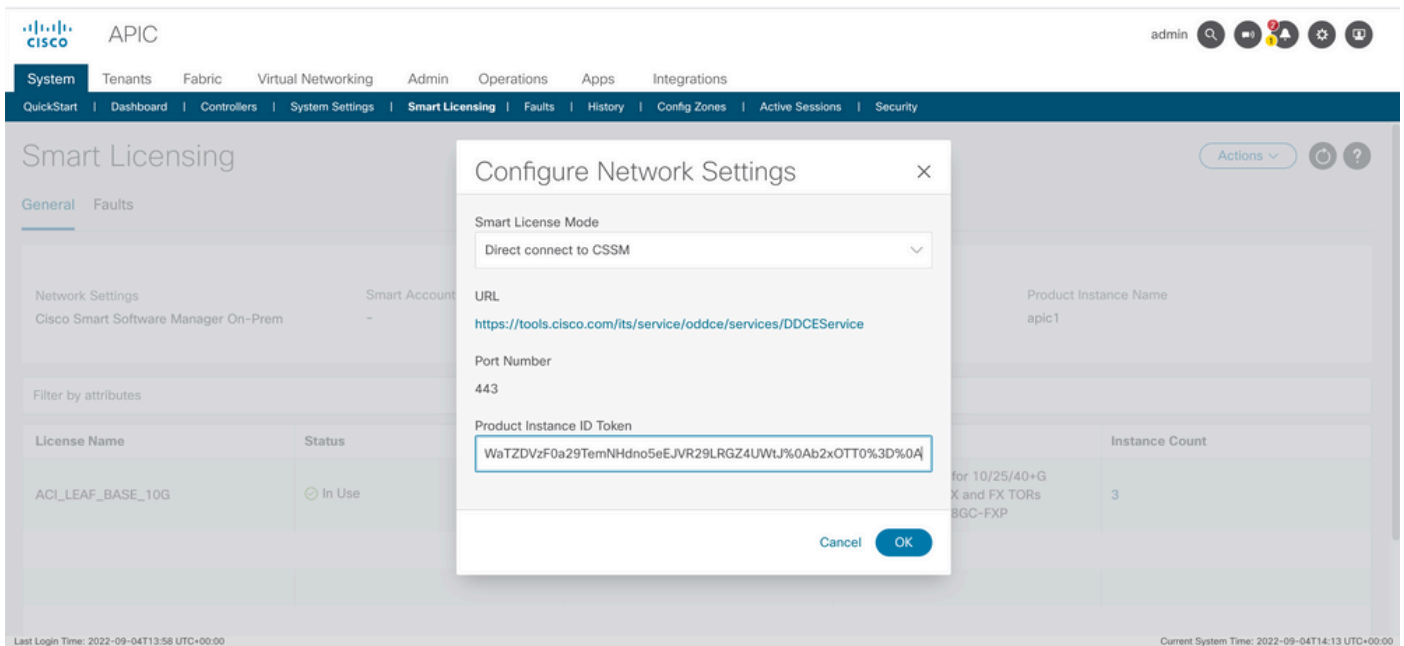 CISCO
APIC
admin
2
1
System Tenants Fabric Virtual Networking Admin Operations Apps Integrations
QuickStart | Dashboard | Controllers | System Settings | Smart Licensing | Faults | History | Config Zones | Active Sessions | Security
Smart Licensing
Actions
?
General Faults
Network Settings
Cisco Smart Software Manager On-Prem
Smart Account
-
Product Instance Name
apic1
Filter by attributes
License Name Status Instance Count
ACI_LEAF_BASE_10G In Use
for 10/25/40+G
X and FX TORs
8GC-FXP
3
Configure Network Settings
Smart License Mode
Direct connect to CSSM
URL
https://tools.cisco.com/its/service/oddce/services/DDCEService
Port Number
443
Product Instance ID Token
WaTZDVzF0a29TemNHdno5eEJVR29LRGZ4UWtJ%0Ab2xOTT0%3D%0A
Cancel OK
Last Login Time: 2022-09-04T13:58 UTC+00:00
Current System Time: 2022-09-04T14:13 UTC+00:00